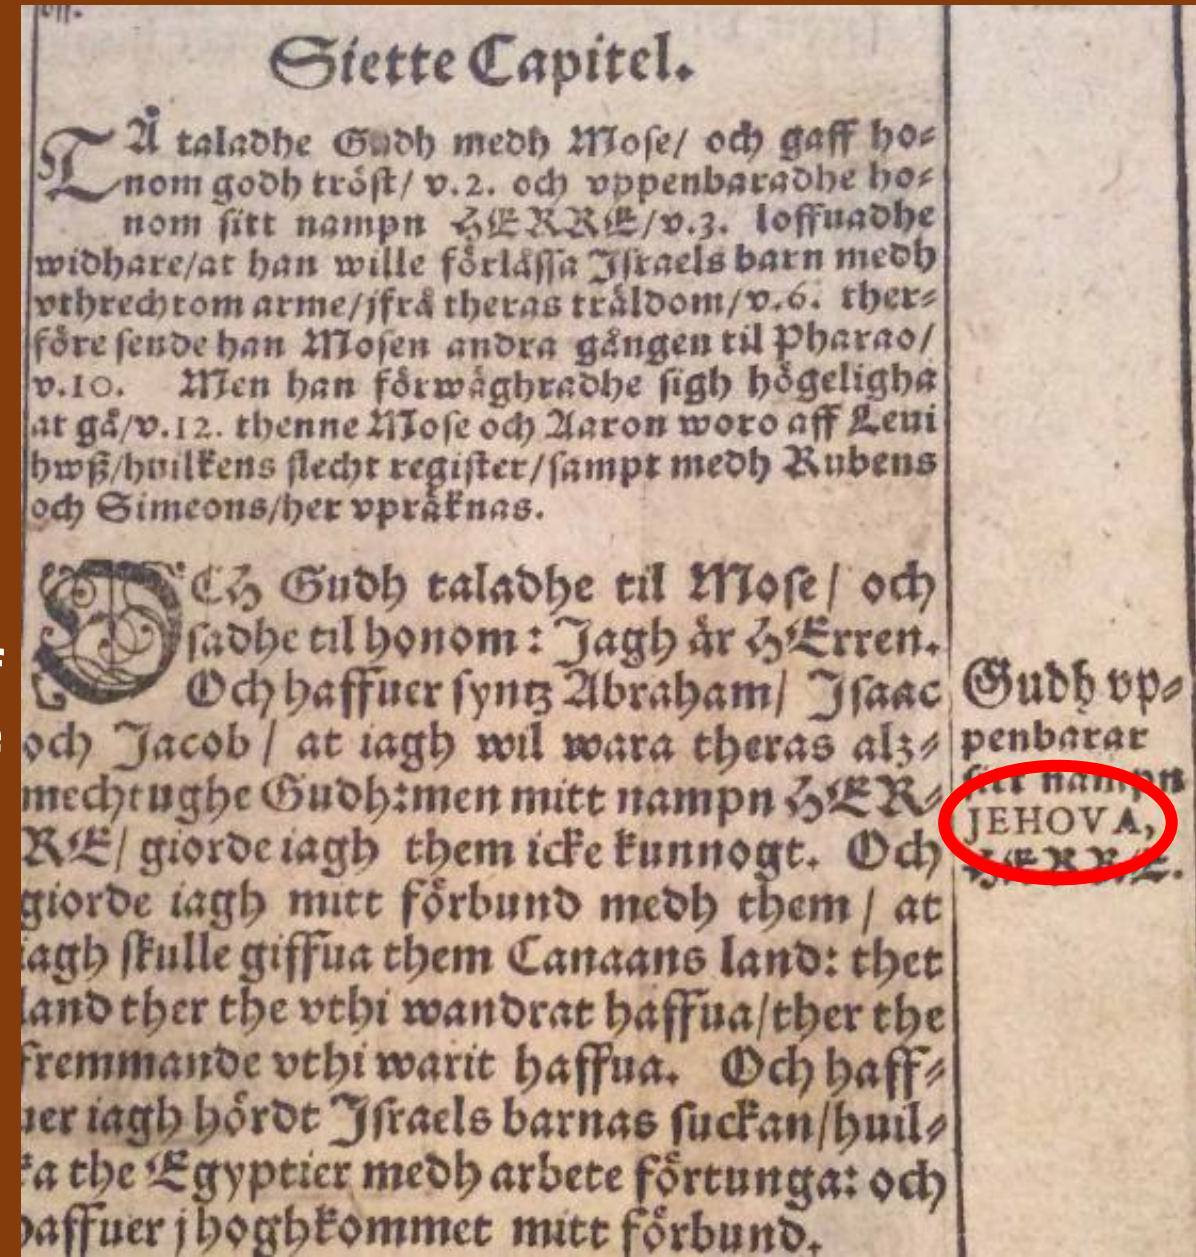 Siette Capitel.
TÅ taladhe Gudh medh Mose/ och gaff ho⸗
nom godh tröst/ v.2. och vppenbaradhe ho⸗
nom sitt nampn HERRE/v.3. loffuadhe
widhare/at han wille förlåssa Jsraels barn medh
vthrechtom arme/jfrå theras träldom/v.6. ther⸗
före sende han Mosen andra gången til Pharao/
v.10. Men han förwäghradhe sigh högeligha
at gå/v.12. thenne Mose och Aaron woro aff Leui
hwß/huilkens slecht register/sampt medh Rubens
och Simeons/her vpräknas.
OCH Gudh taladhe til Mose/ och
sadhe til honom: Jagh är HErren.
Och haffuer syntz Abraham/ Jsaac
och Jacob/ at iagh wil wara theras alz⸗
mechtughe Gudh:men mitt nampn HER⸗
RE/ giorde iagh them icke kunnogt. Och
giorde iagh mitt förbund medh them/ at
iagh skulle giffua them Canaans land: thet
land ther the vthi wandrat haffua/ther the
fremmande vthi warit haffua. Och haff⸗
uer iagh hördt Jsraels barnas suckan/huil⸗
ka the Egyptier medh arbete förtunga: och
haffuer jhoghkommet mitt förbund.
Gudh vp⸗
penbarar
sitt nampn
JEHOVA,
HERRE.